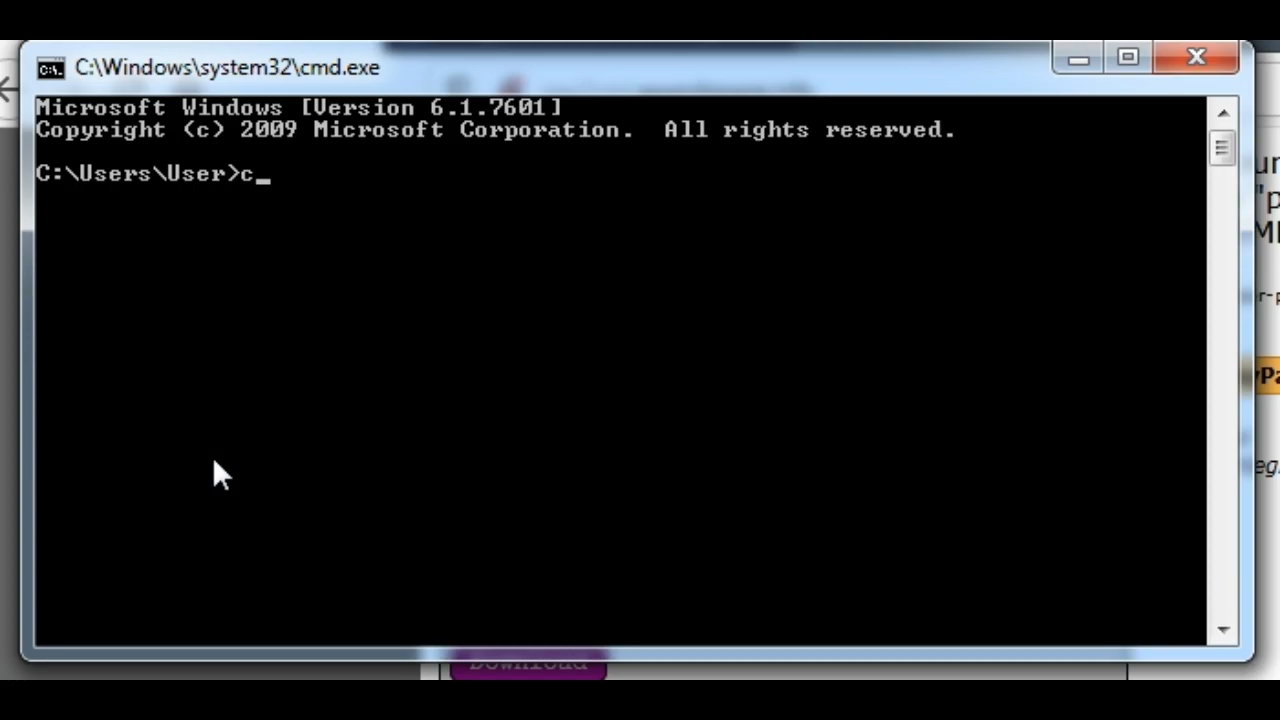 C:\Windows\system32\cmd.exe
Microsoft Windows [Version 6.1.7601]
Copyright (c) 2009 Microsoft Corporation.  All rights reserved.
C:\Users\User>c_
Download